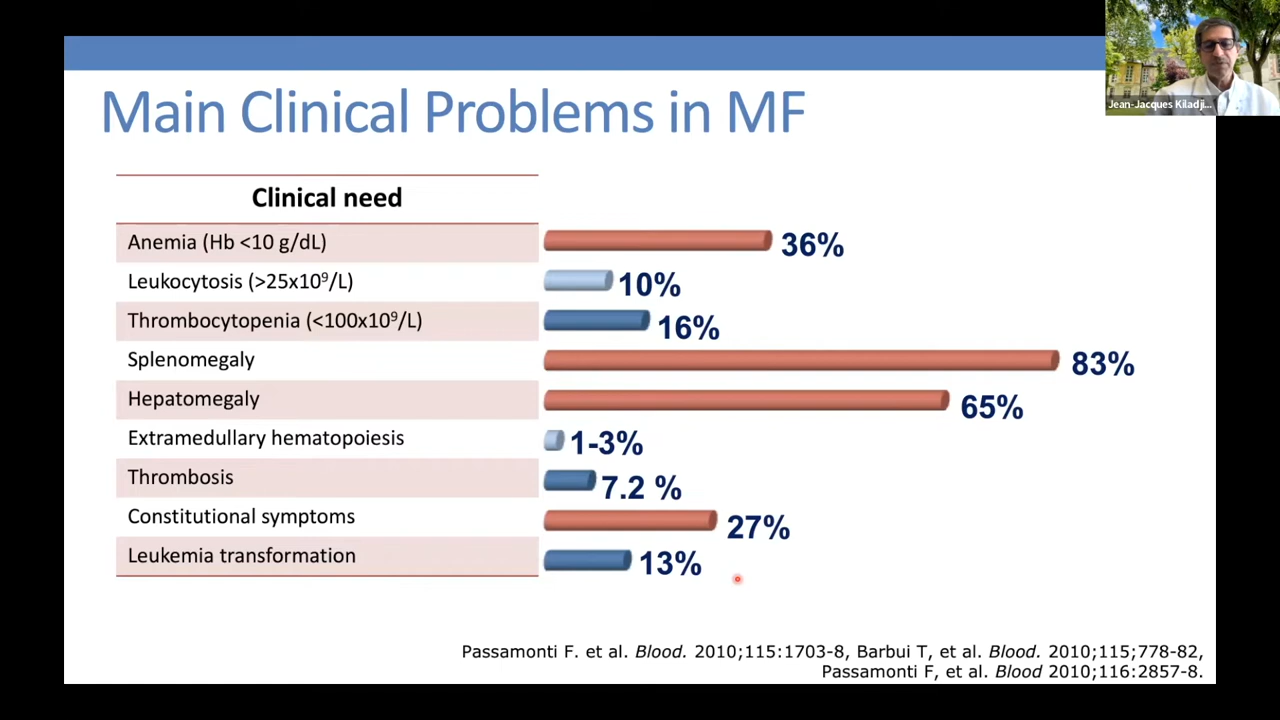 Jean-Jacques Kiladji...
Main Clinical Problems in MF
Clinical need
Anemia (Hb <10 g/dL) 36%
Leukocytosis (>25x10⁹/L) 10%
Thrombocytopenia (<100x10⁹/L) 16%
Splenomegaly 83%
Hepatomegaly 65%
Extramedullary hematopoiesis 1-3%
Thrombosis 7.2 %
Constitutional symptoms 27%
Leukemia transformation 13%
Passamonti F. et al. Blood. 2010;115:1703-8, Barbui T, et al. Blood. 2010;115;778-82,
Passamonti F, et al. Blood 2010;116:2857-8.